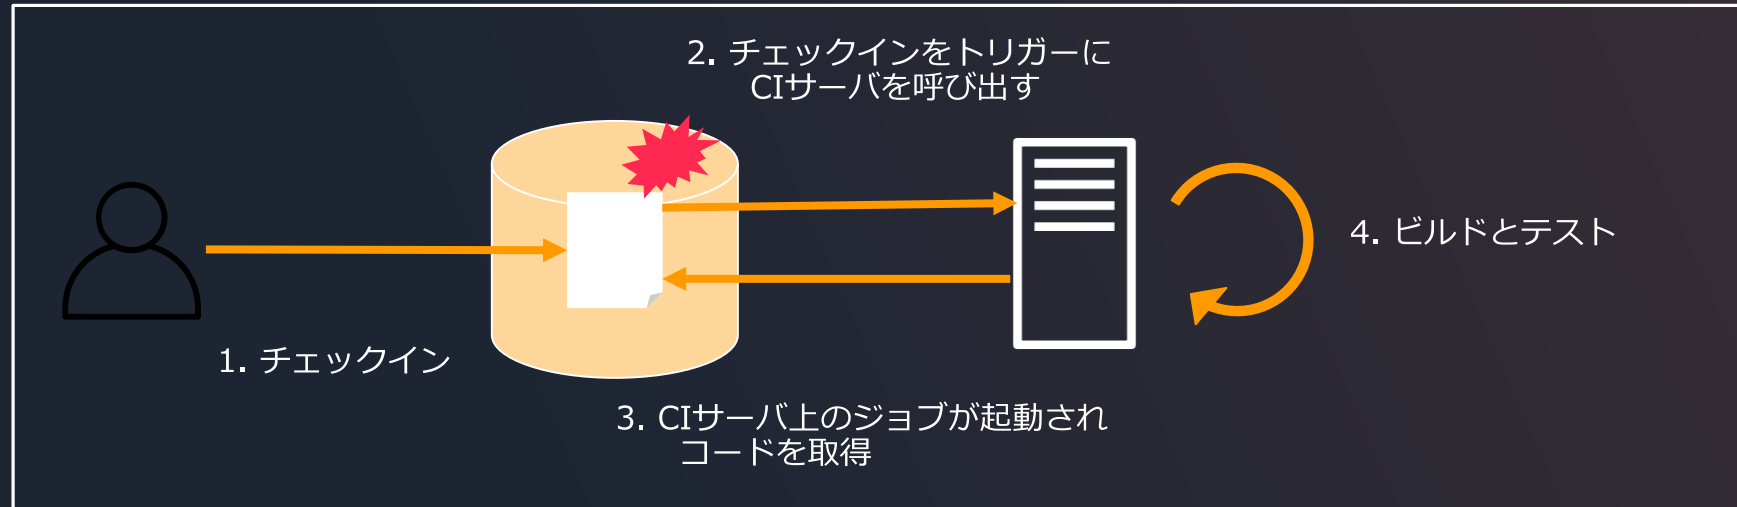 2. チェックインをトリガーに
CIサーバを呼び出す
4. ビルドとテスト
1. チェックイン
3. CIサーバ上のジョブが起動され
コードを取得